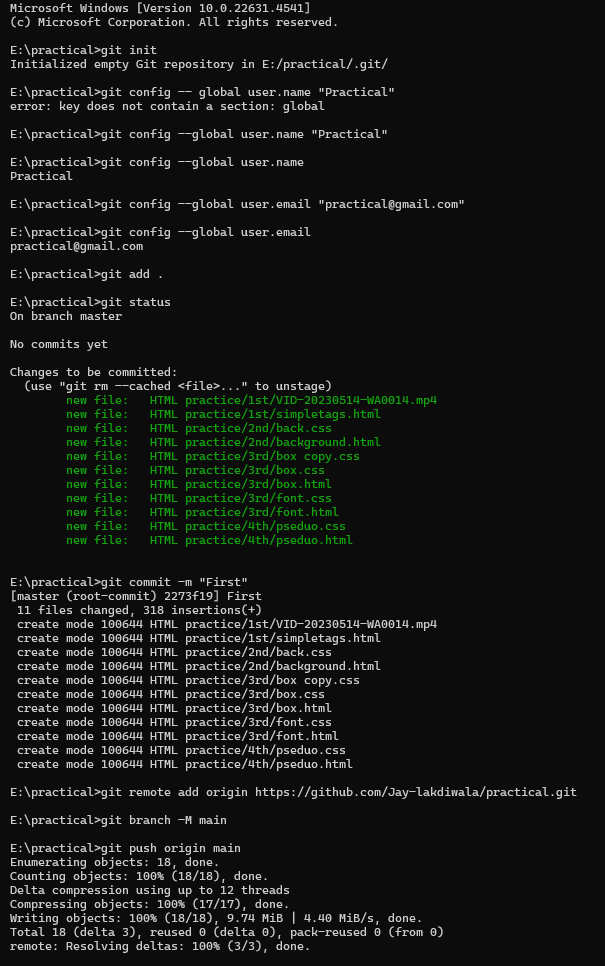 Microsoft Windows [Version 10.0.22631.4541]
(c) Microsoft Corporation. All rights reserved.

E:\practical>git init
Initialized empty Git repository in E:/practical/.git/

E:\practical>git config -- global user.name "Practical"
error: key does not contain a section: global

E:\practical>git config --global user.name "Practical"

E:\practical>git config --global user.name
Practical

E:\practical>git config --global user.email "practical@gmail.com"

E:\practical>git config --global user.email
practical@gmail.com

E:\practical>git add .

E:\practical>git status
On branch master

No commits yet

Changes to be committed:
  (use "git rm --cached <file>..." to unstage)
        new file:   HTML practice/1st/VID-20230514-WA0014.mp4
        new file:   HTML practice/1st/simpletags.html
        new file:   HTML practice/2nd/back.css
        new file:   HTML practice/2nd/background.html
        new file:   HTML practice/3rd/box copy.css
        new file:   HTML practice/3rd/box.css
        new file:   HTML practice/3rd/box.html
        new file:   HTML practice/3rd/font.css
        new file:   HTML practice/3rd/font.html
        new file:   HTML practice/4th/pseduo.css
        new file:   HTML practice/4th/pseduo.html


E:\practical>git commit -m "First"
[master (root-commit) 2273f19] First
 11 files changed, 318 insertions(+)
 create mode 100644 HTML practice/1st/VID-20230514-WA0014.mp4
 create mode 100644 HTML practice/1st/simpletags.html
 create mode 100644 HTML practice/2nd/back.css
 create mode 100644 HTML practice/2nd/background.html
 create mode 100644 HTML practice/3rd/box copy.css
 create mode 100644 HTML practice/3rd/box.css
 create mode 100644 HTML practice/3rd/box.html
 create mode 100644 HTML practice/3rd/font.css
 create mode 100644 HTML practice/3rd/font.html
 create mode 100644 HTML practice/4th/pseduo.css
 create mode 100644 HTML practice/4th/pseduo.html

E:\practical>git remote add origin https://github.com/Jay-lakdiwala/practical.git

E:\practical>git branch -M main

E:\practical>git push origin main
Enumerating objects: 18, done.
Counting objects: 100% (18/18), done.
Delta compression using up to 12 threads
Compressing objects: 100% (17/17), done.
Writing objects: 100% (18/18), 9.74 MiB | 4.40 MiB/s, done.
Total 18 (delta 3), reused 0 (delta 0), pack-reused 0 (from 0)
remote: Resolving deltas: 100% (3/3), done.